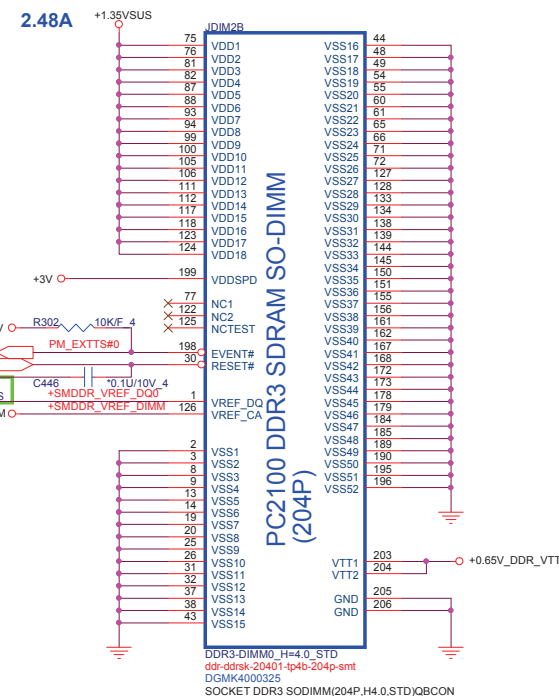 2.48A
+1.35VSUS
JDIM2B
75 VDD1
76 VDD2
81 VDD3
82 VDD4
87 VDD5
88 VDD6
93 VDD7
94 VDD8
99 VDD9
100 VDD10
105 VDD11
106 VDD12
111 VDD13
112 VDD14
117 VDD15
118 VDD16
123 VDD17
124 VDD18
+3V
199 VDDSPD
77 NC1
122 NC2
125 NCTEST
R302 10K/F_4
PM_EXTTS#0
198 EVENT#
30 RESET#
C446 *0.1U/10V_4
+SMDDR_VREF_DQ0
1 VREF_DQ
+SMDDR_VREF_DIMM
126 VREF_CA
2 VSS1
3 VSS2
8 VSS3
9 VSS4
13 VSS5
14 VSS6
19 VSS7
20 VSS8
25 VSS9
26 VSS10
31 VSS11
32 VSS12
37 VSS13
38 VSS14
43 VSS15
PC2100 DDR3 SDRAM SO-DIMM
(204P)
VSS16 44
VSS17 48
VSS18 49
VSS19 54
VSS20 55
VSS21 60
VSS22 61
VSS23 65
VSS24 66
VSS25 71
VSS26 72
VSS27 127
VSS28 128
VSS29 133
VSS30 134
VSS31 138
VSS32 139
VSS33 144
VSS34 145
VSS35 150
VSS36 151
VSS37 155
VSS38 156
VSS39 161
VSS40 162
VSS41 167
VSS42 168
VSS43 172
VSS44 173
VSS45 178
VSS46 179
VSS47 184
VSS48 185
VSS49 189
VSS50 190
VSS51 195
VSS52 196
VTT1 203
VTT2 204
+0.65V_DDR_VTT
GND 205
GND 206
DDR3-DIMM0_H=4.0_STD
ddr-ddrsk-20401-tp4b-204p-smt
DGMK4000325
SOCKET DDR3 SODIMM(204P,H4.0,STD)QBCON